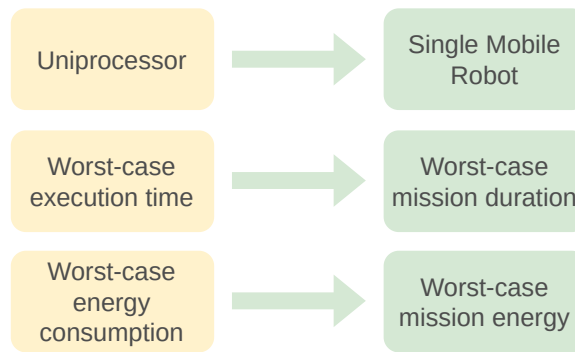 Uniprocessor
Single Mobile
Robot
Worst-case
execution time
Worst-case
mission duration
Worst-case
energy
consumption
Worst-case
mission energy